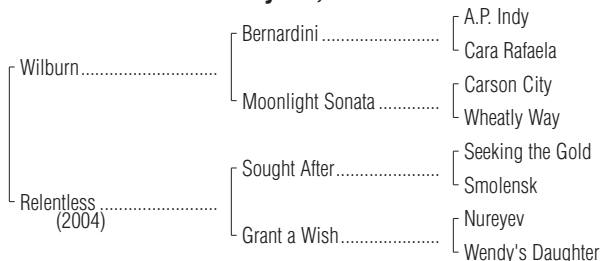 A.P. Indy
Bernardini
Cara Rafaela
Wilburn
Carson City
Moonlight Sonata
Wheatly Way
Seeking the Gold
Sought After
Smolensk
Relentless
(2004)
Nureyev
Grant a Wish
Wendy's Daughter